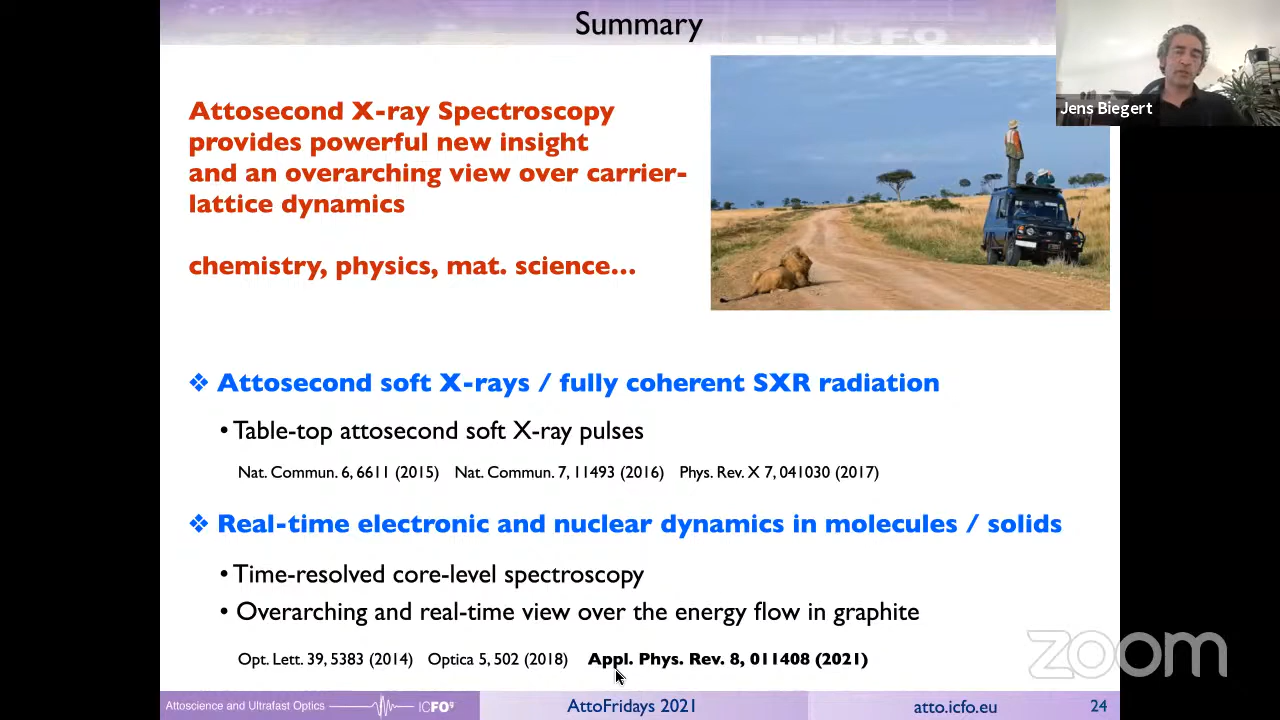 Summary
Jens Biegert
Attosecond X-ray Spectroscopy
provides powerful new insight
and an overarching view over carrier-
lattice dynamics
chemistry, physics, mat. science...
❖ Attosecond soft X-rays / fully coherent SXR radiation
• Table-top attosecond soft X-ray pulses
Nat. Commun. 6, 6611 (2015) Nat. Commun. 7, 11493 (2016) Phys. Rev. X 7, 041030 (2017)
❖ Real-time electronic and nuclear dynamics in molecules / solids
• Time-resolved core-level spectroscopy
• Overarching and real-time view over the energy flow in graphite
Opt. Lett. 39, 5383 (2014) Optica 5, 502 (2018) Appl. Phys. Rev. 8, 011408 (2021)
zoom
Attoscience and Ultrafast Optics ICFO AttoFridays 2021 atto.icfo.eu 24